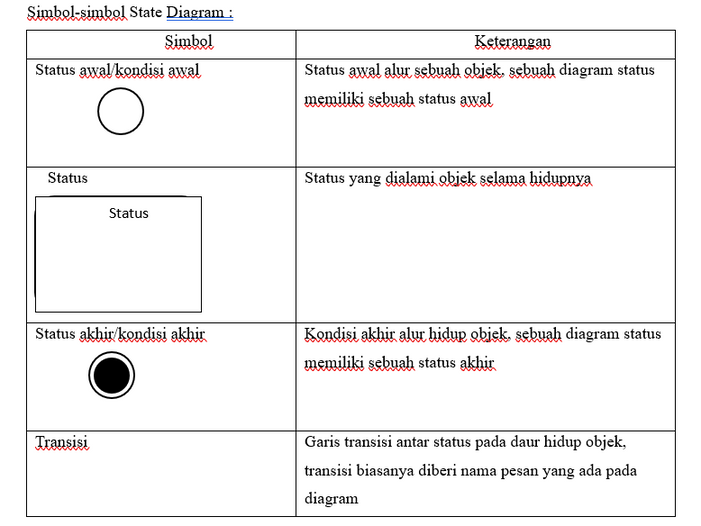 Simbol-simbol State Diagram :
Simbol
Keterangan
Status awal/kondisi awal
Status awal alur sebuah objek, sebuah diagram status
memiliki sebuah status awal
Status
Status
Status yang dialami objek selama hidupnya
Status akhir/kondisi akhir
Kondisi akhir alur hidup objek, sebuah diagram status
memiliki sebuah status akhir
Transisi
Garis transisi antar status pada daur hidup objek,
transisi biasanya diberi nama pesan yang ada pada
diagram